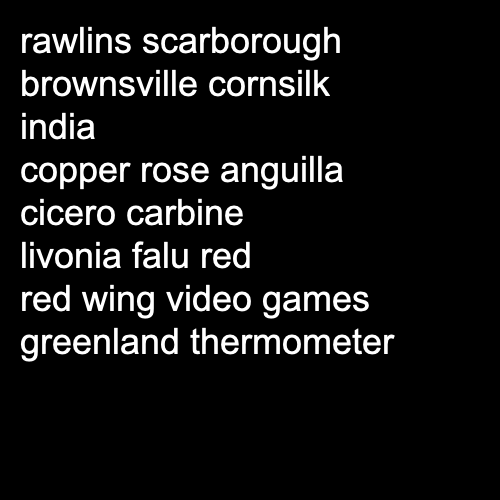 rawlins scarborough
brownsville cornsilk
india
copper rose anguilla
cicero carbine
livonia falu red
red wing video games
greenland thermometer